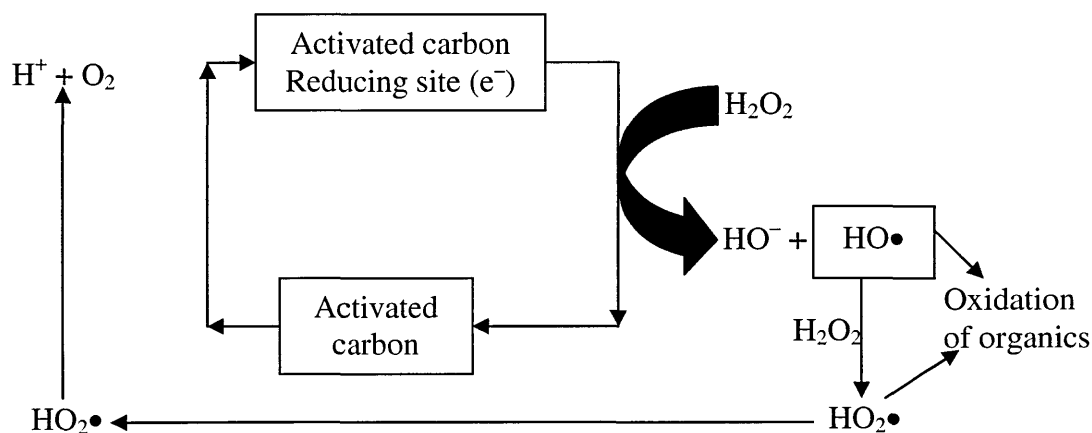 Activated carbon
Reducing site (e⁻)
H⁺ + O₂
H₂O₂
HO⁻ + HO●
Oxidation
of organics
H₂O₂
Activated
carbon
HO₂●
HO₂●